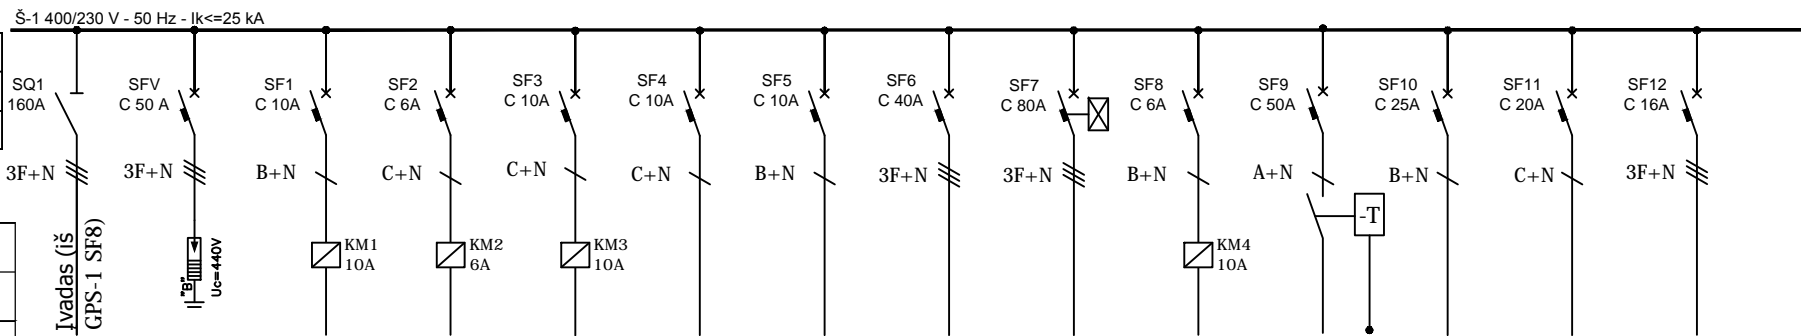 Š-1 400/230 V - 50 Hz - Ik<=25 kA
SQ1
160A
3F+N
Įvadas (iš
GPS-1 SF8)
SFV
C 50 A
3F+N
"B"
Uc=440V
SF1
C 10A
B+N
KM1
10A
SF2
C 6A
C+N
KM2
6A
SF3
C 10A
C+N
KM3
10A
SF4
C 10A
C+N
SF5
C 10A
B+N
SF6
C 40A
3F+N
SF7
C 80A
3F+N
SF8
C 6A
B+N
KM4
10A
SF9
C 50A
A+N
-T
SF10
C 25A
B+N
SF11
C 20A
C+N
SF12
C 16A
3F+N